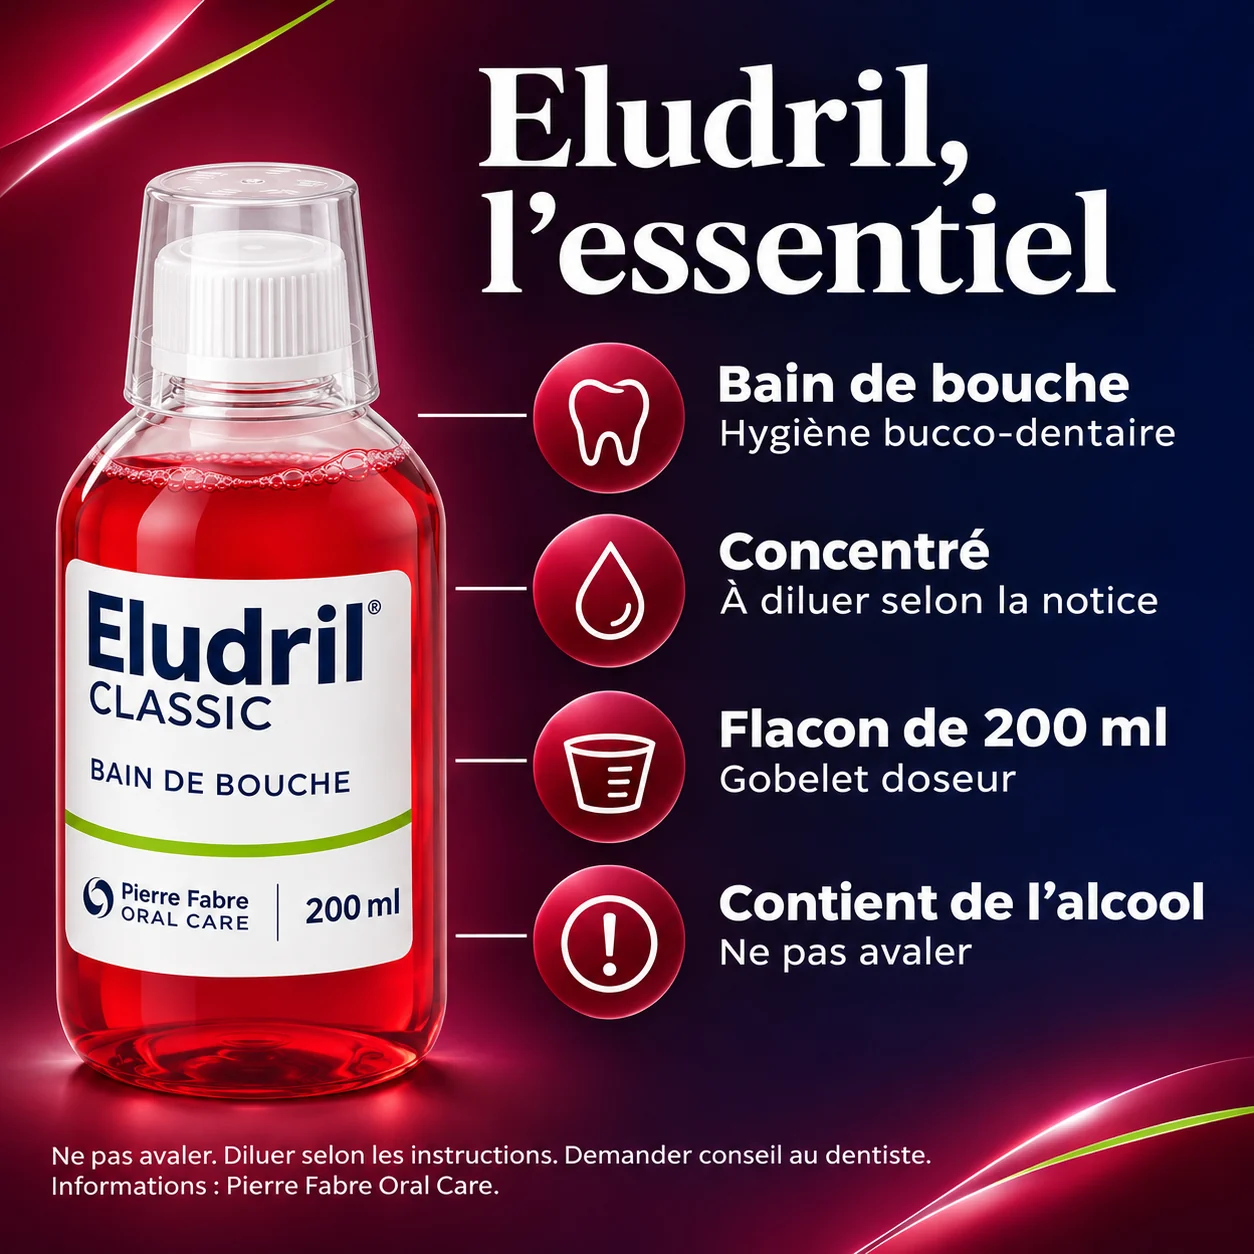 Eludril,
l’essentiel
Bain de bouche
Hygiène bucco-dentaire
Concentré
À diluer selon la notice
Flacon de 200 ml
Gobelet doseur
Contient de l’alcool
Ne pas avaler
Eludril®
CLASSIC
BAIN DE BOUCHE
Pierre Fabre
ORAL CARE
200 ml
Ne pas avaler. Diluer selon les instructions. Demander conseil au dentiste.
Informations : Pierre Fabre Oral Care.